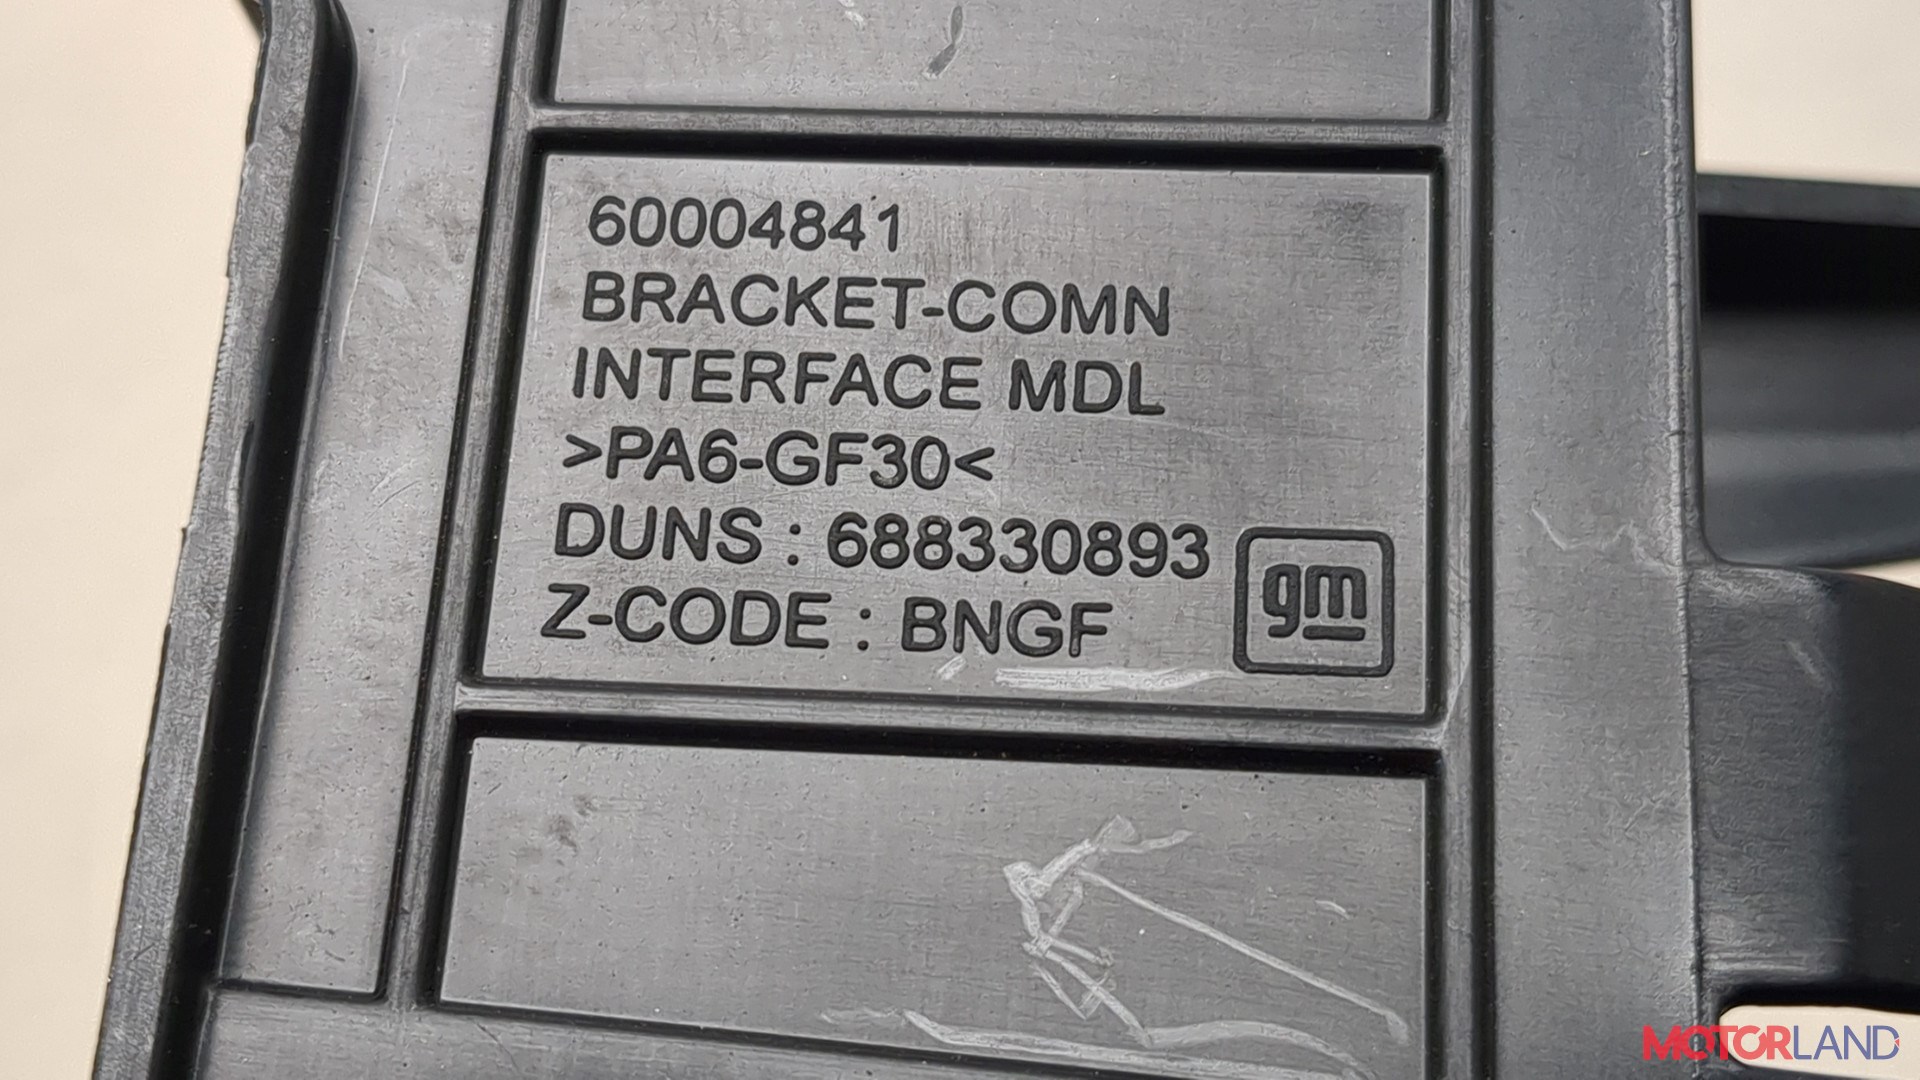 60004841
BRACKET-COMN
INTERFACE MDL
>PA6-GF30<
DUNS : 688330893
Z-CODE : BNGF
gm
MOTORLAND